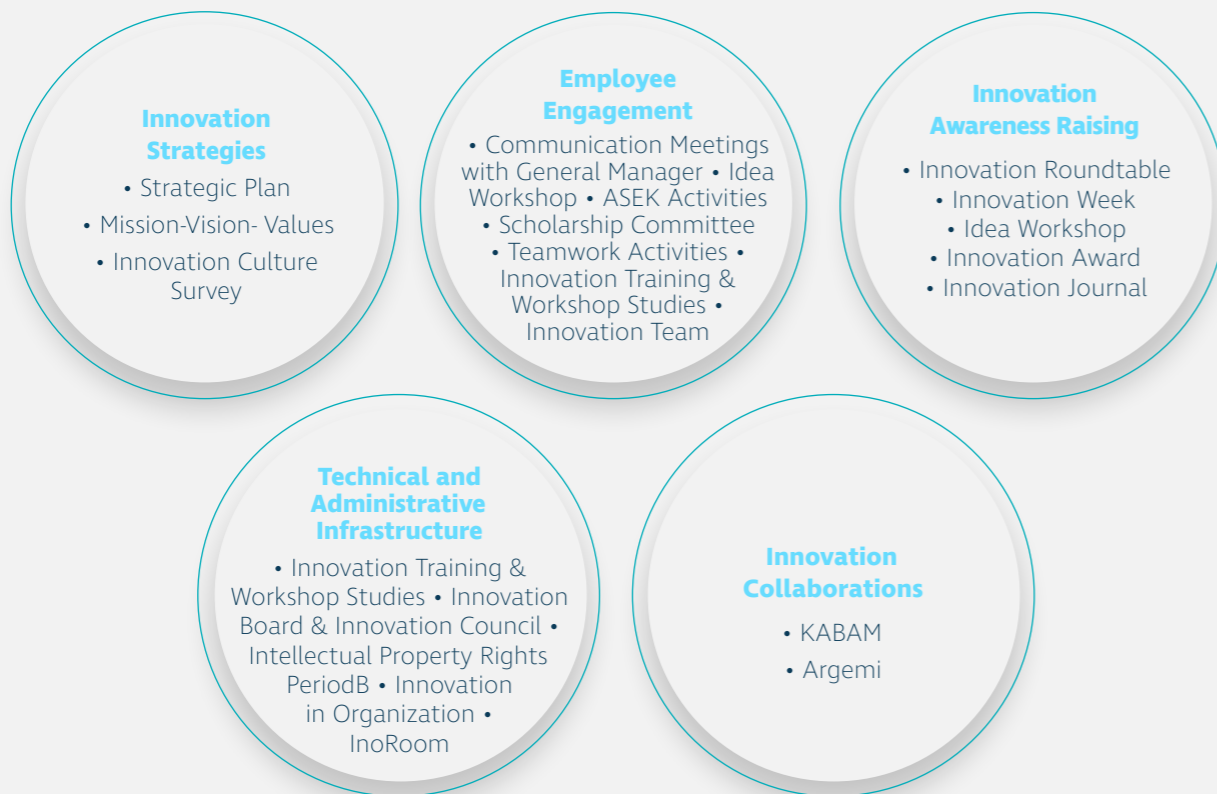 Innovation
Strategies
• Strategic Plan
• Mission-Vision- Values
• Innovation Culture
Survey
Employee
Engagement
• Communication Meetings
with General Manager • Idea
Workshop • ASEK Activities
• Scholarship Committee
• Teamwork Activities •
Innovation Training &
Workshop Studies •
Innovation Team
Innovation
Awareness Raising
• Innovation Roundtable
• Innovation Week
• Idea Workshop
• Innovation Award
• Innovation Journal
Technical and
Administrative
Infrastructure
• Innovation Training &
Workshop Studies • Innovation
Board & Innovation Council •
Intellectual Property Rights
PeriodB • Innovation
in Organization •
InoRoom
Innovation
Collaborations
• KABAM
• Argemi